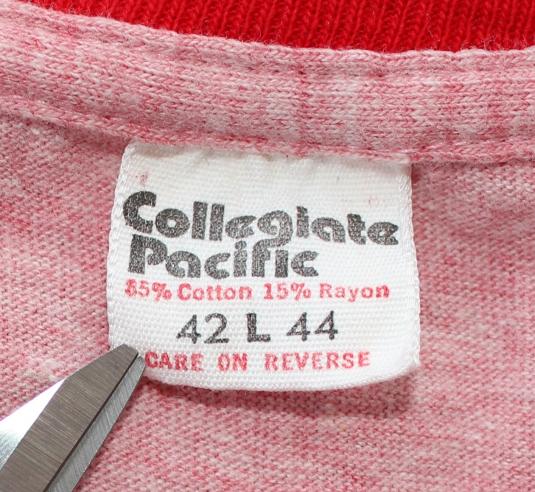 Collegiate
Pacific
85% Cotton 15% Rayon
42 L 44
CARE ON REVERSE